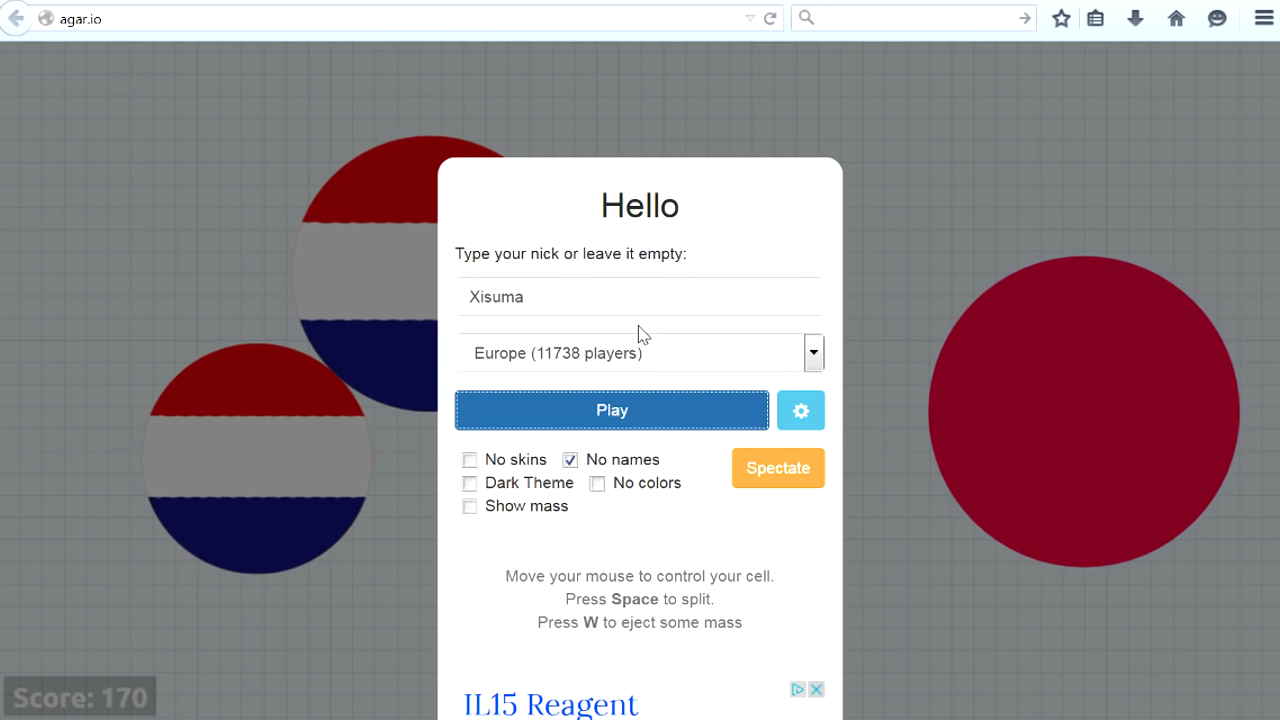 agar.io
Hello
Type your nick or leave it empty:
Xisuma
Europe (11738 players)
Play
No skins No names
Spectate
Dark Theme No colors
Show mass
Move your mouse to control your cell.
Press Space to split.
Press W to eject some mass
Score: 170
IL15 Reagent